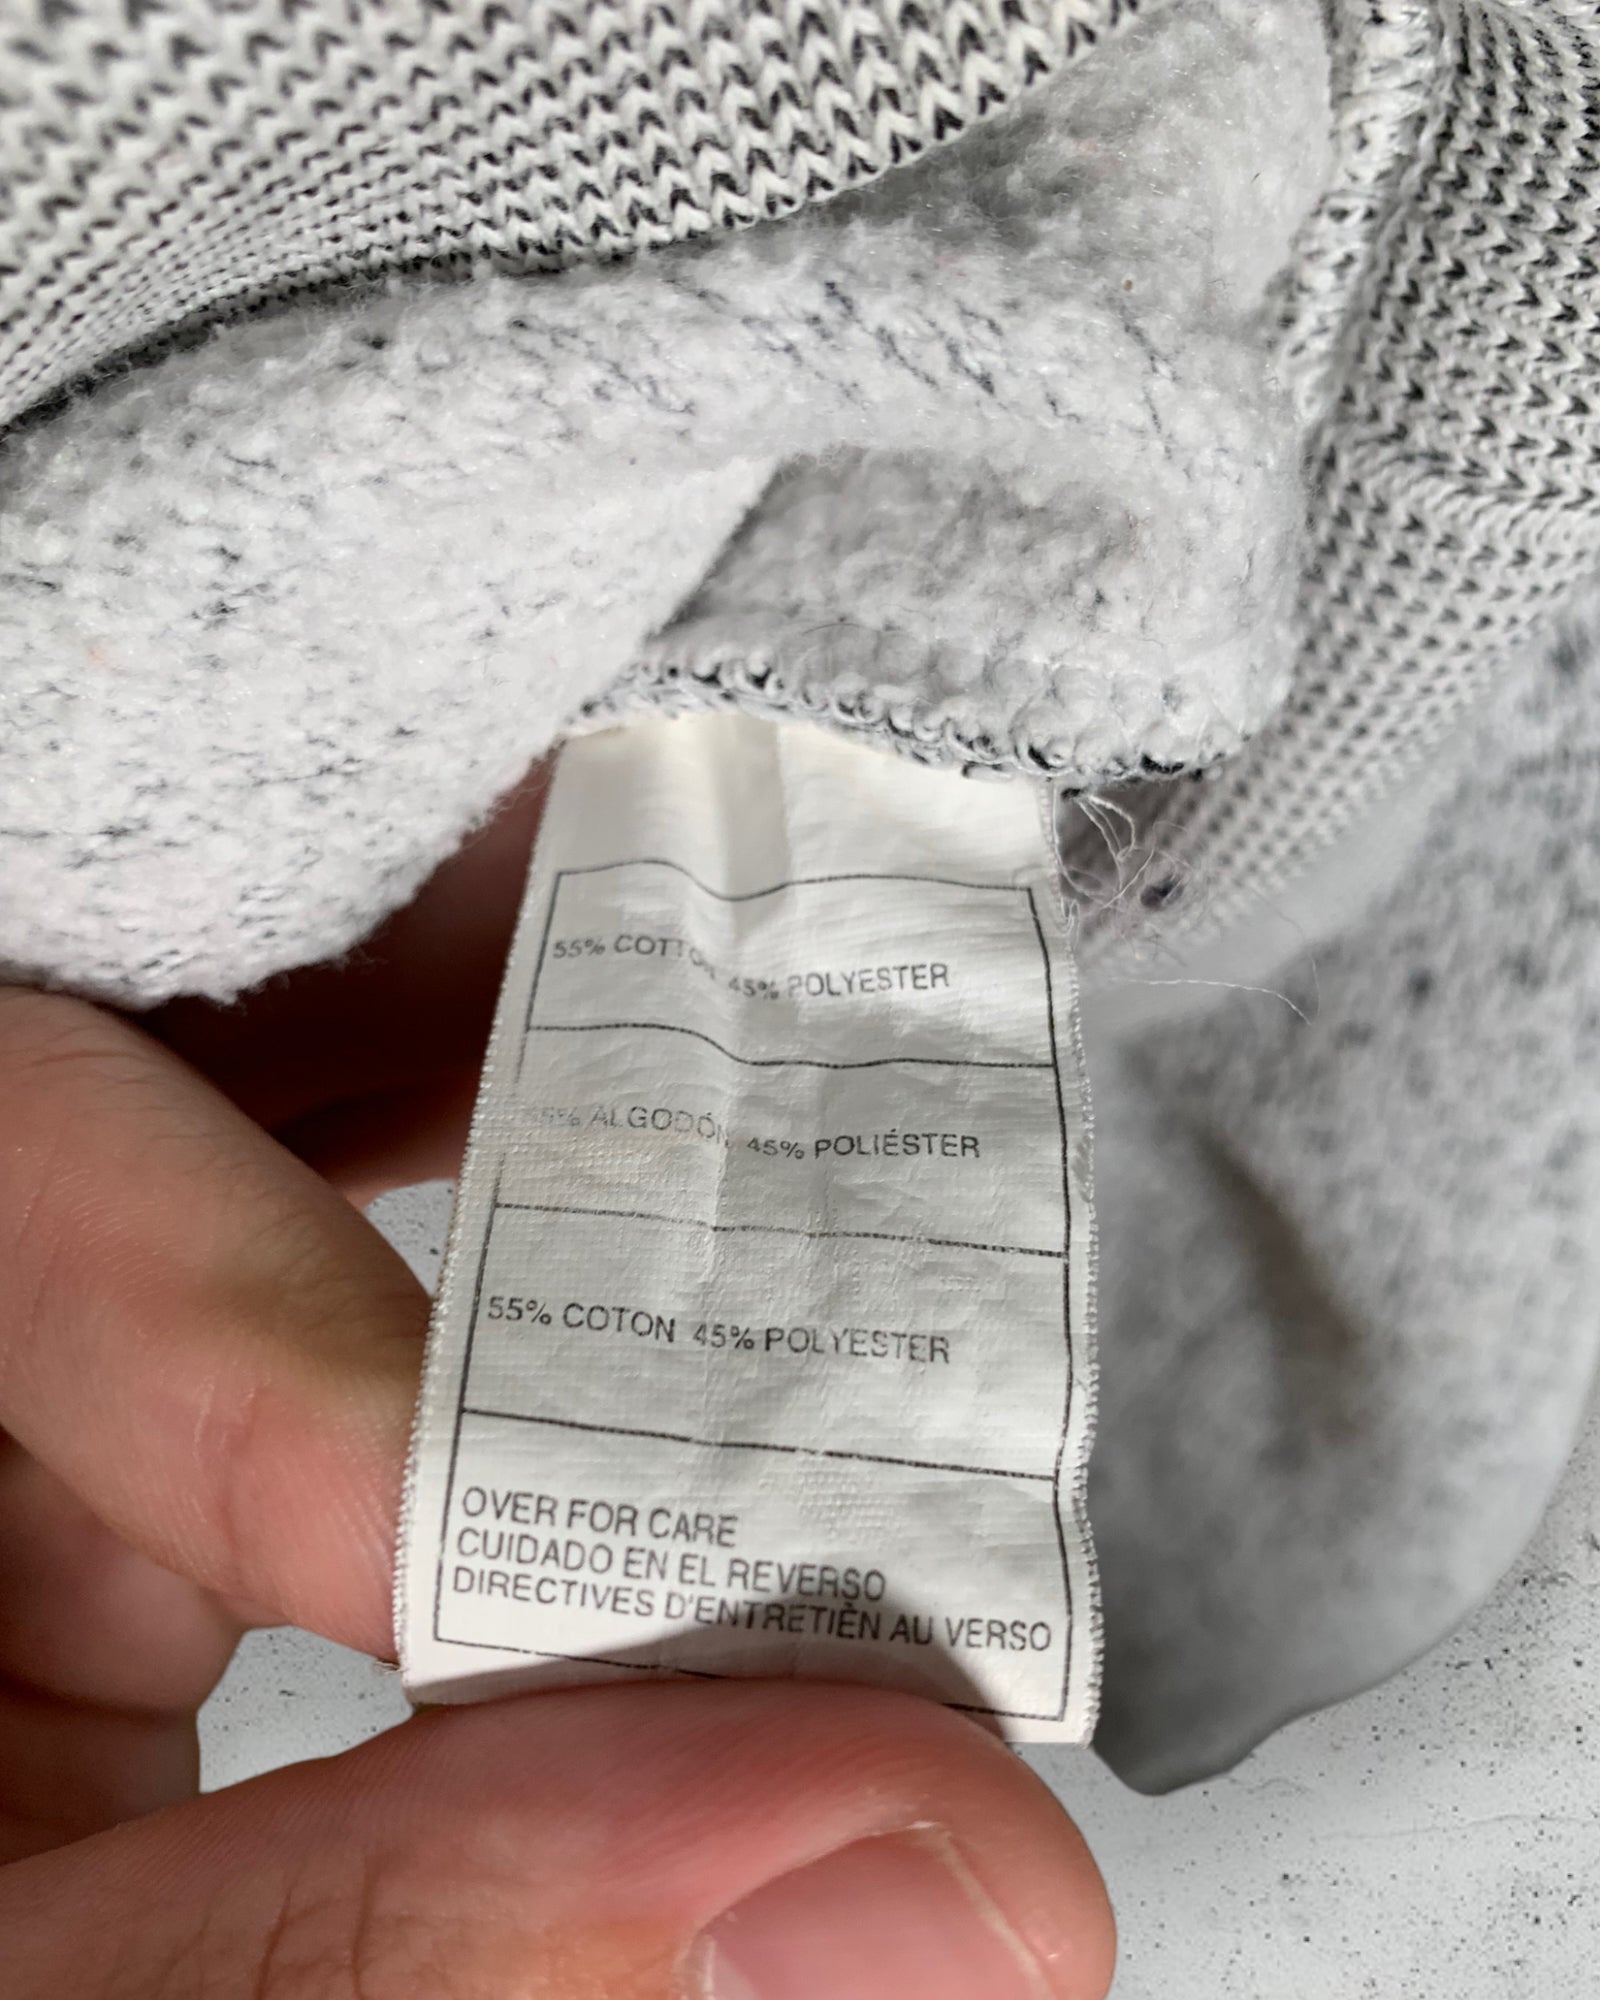 55% COTTON 45% POLYESTER
ALGODÓN 45% POLIÉSTER
55% COTON 45% POLYESTER
OVER FOR CARE
CUIDADO EN EL REVERSO
DIRECTIVES D'ENTRETIÈN AU VERSO